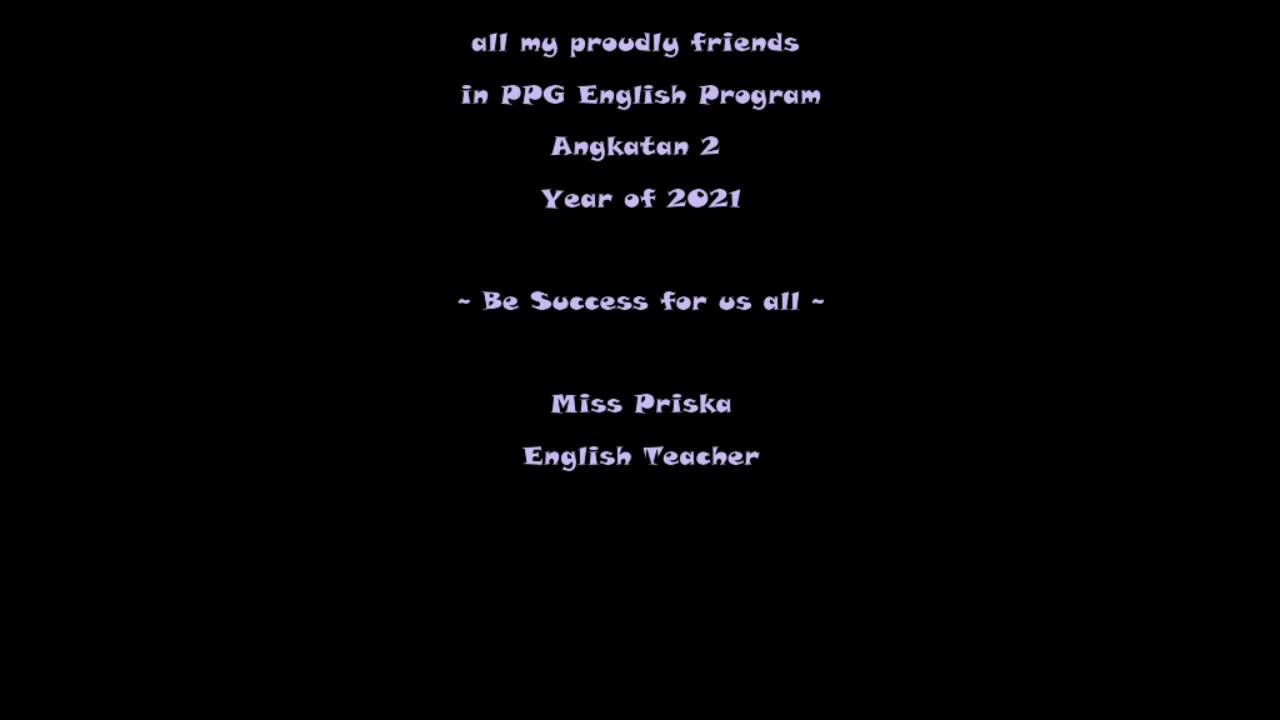 all my proudly friends
in PPG English Program
Angkatan 2
Year of 2021
~ Be Success for us all ~
Miss Priska
English Teacher